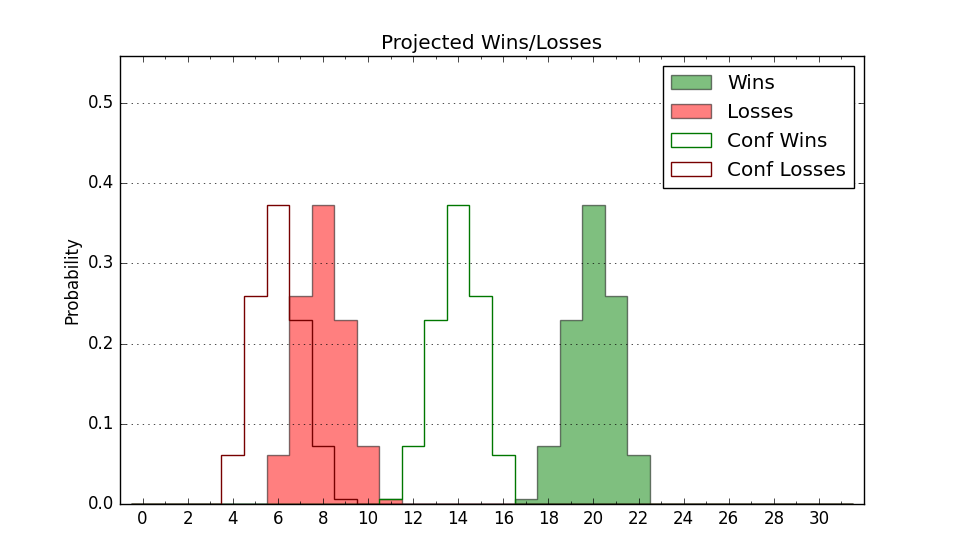 Projected Wins/Losses
Wins
Losses
Conf Wins
Conf Losses
Probability
0.5
0.4
0.3
0.2
0.1
0.0
0 2 4 6 8 10 12 14 16 18 20 22 24 26 28 30